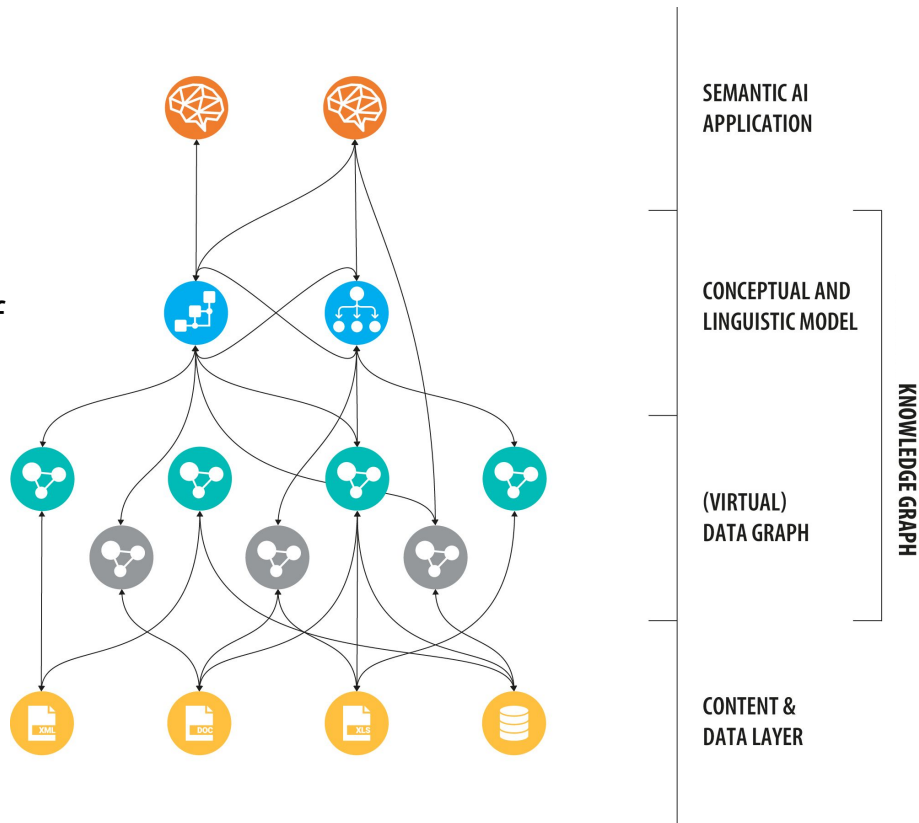 SEMANTIC AI
APPLICATION
CONCEPTUAL AND
LINGUISTIC MODEL
KNOWLEDGE GRAPH
(VIRTUAL)
DATA GRAPH
XML
DOC
XLS
CONTENT &
DATA LAYER